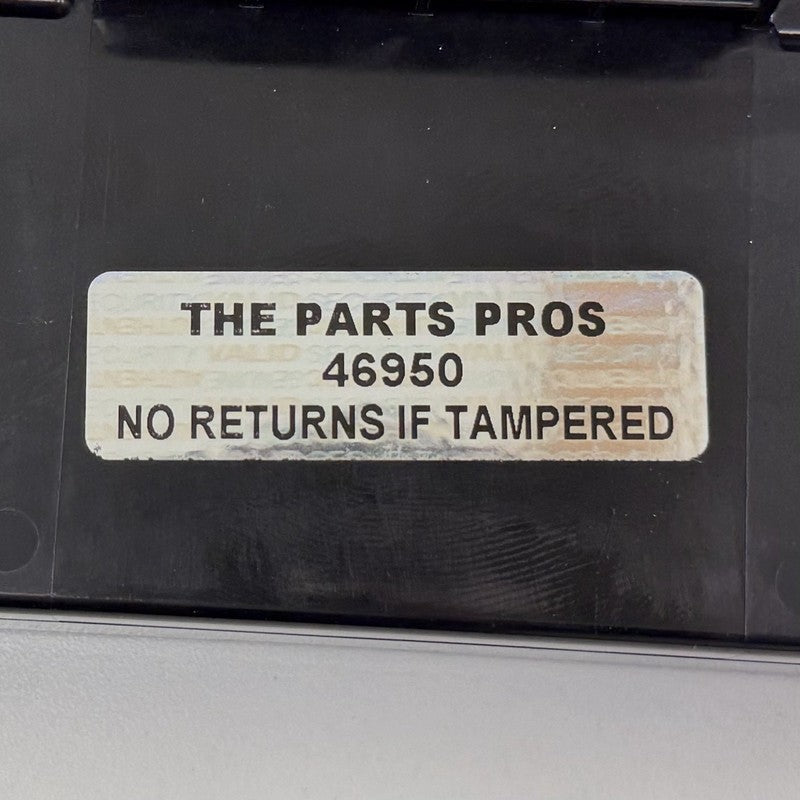 THE PARTS PROS
46950
NO RETURNS IF TAMPERED